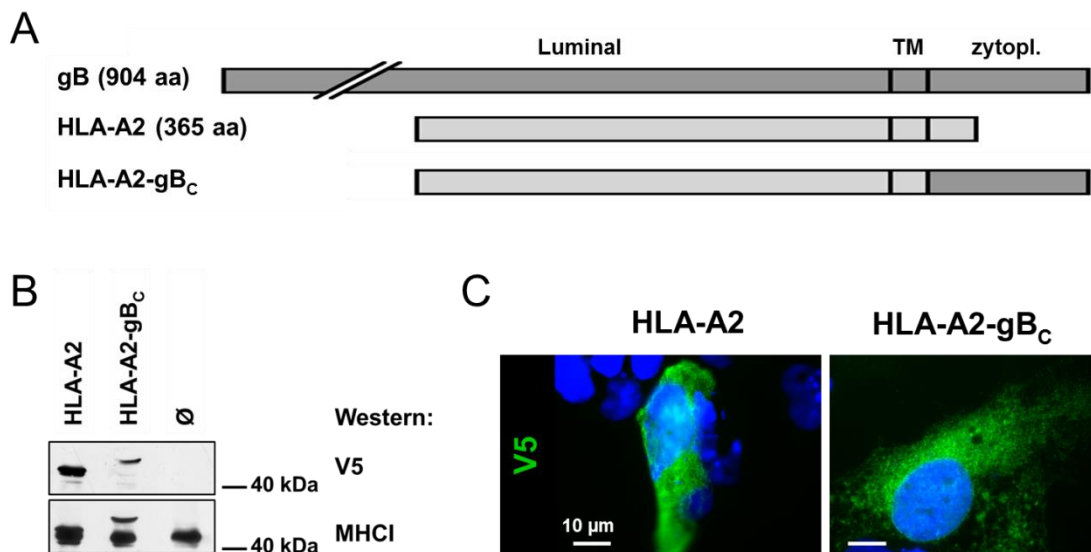 A
Luminal TM zytopl.
gB (904 aa)
HLA-A2 (365 aa)
HLA-A2-gBC
B
HLA-A2
HLA-A2-gBC
Ø
Western:
V5
40 kDa
MHCI
40 kDa
C
HLA-A2 HLA-A2-gBC
V5
10 µm